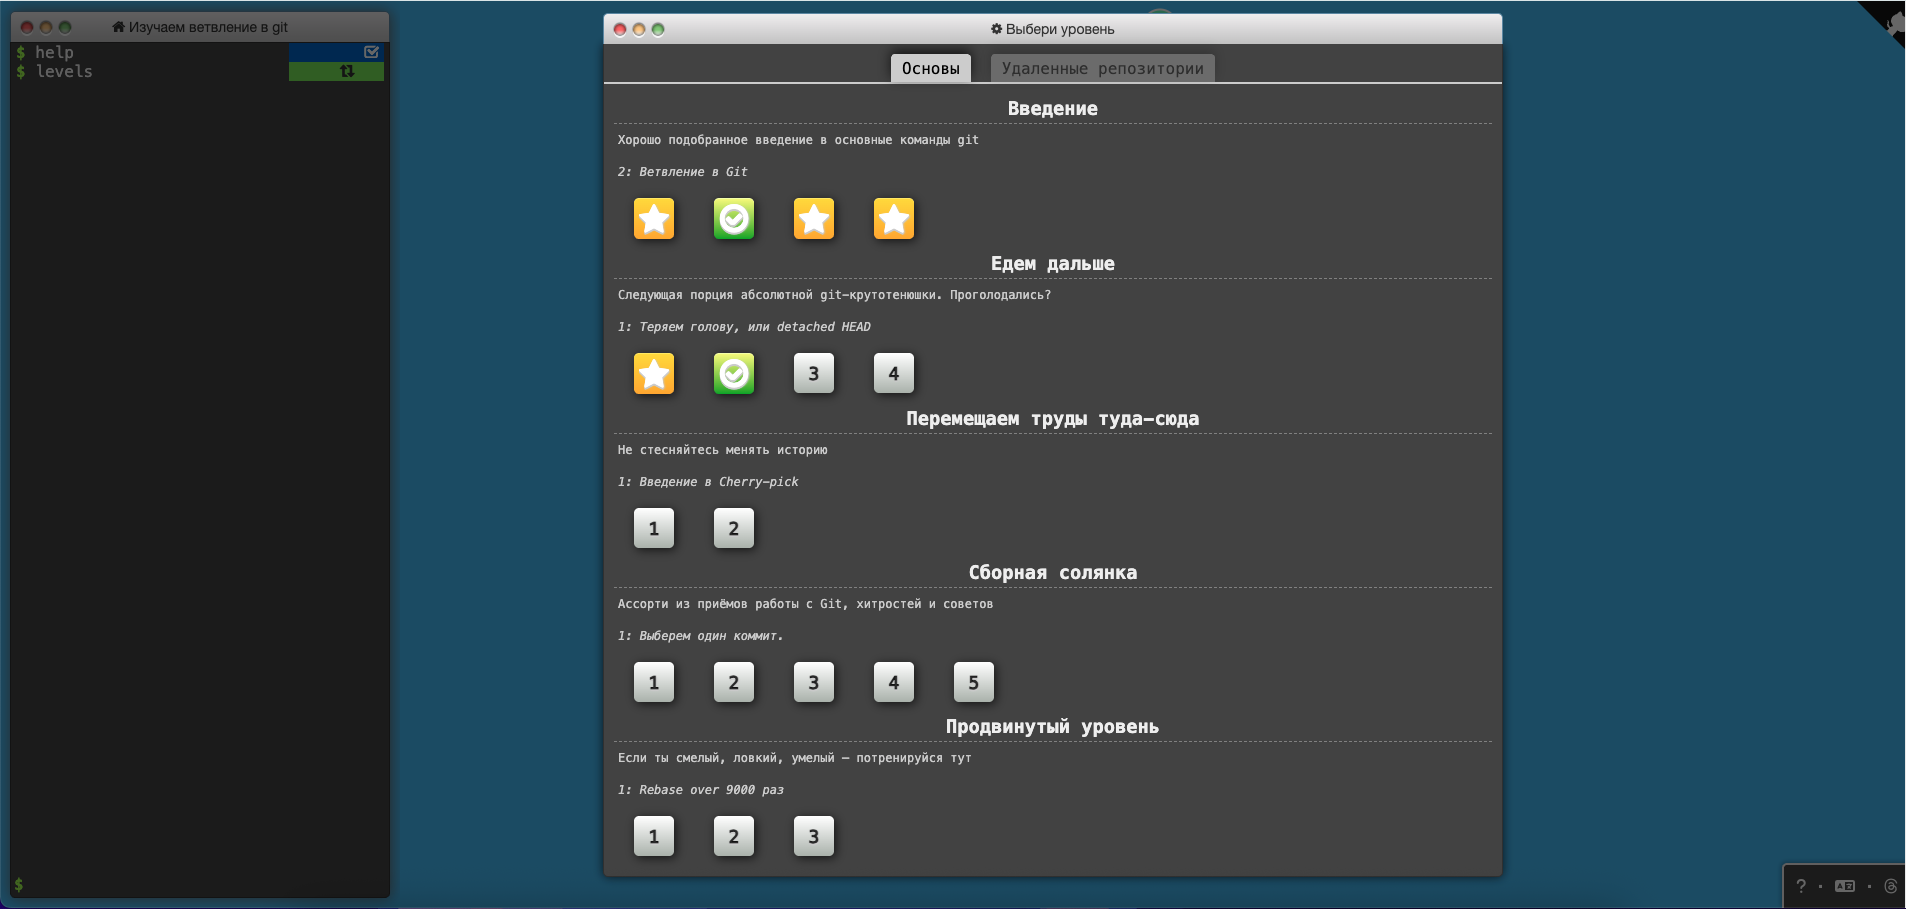 Изучаем ветвление в git
$ help
$ levels
$
Выбери уровень
Основы
Удаленные репозитории
Введение
Хорошо подобранное введение в основные команды git
2: Ветвление в Git
Едем дальше
Следующая порция абсолютной git-крутотенюшки. Проголодались?
1: Теряем голову, или detached HEAD
3 4
Перемещаем труды туда-сюда
Не стесняйтесь менять историю
1: Введение в Cherry-pick
1 2
Сборная солянка
Ассорти из приёмов работы с Git, хитростей и советов
1: Выберем один коммит.
1 2 3 4 5
Продвинутый уровень
Если ты смелый, ловкий, умелый — потренируйся тут
1: Rebase over 9000 раз
1 2 3
? · AZ ·